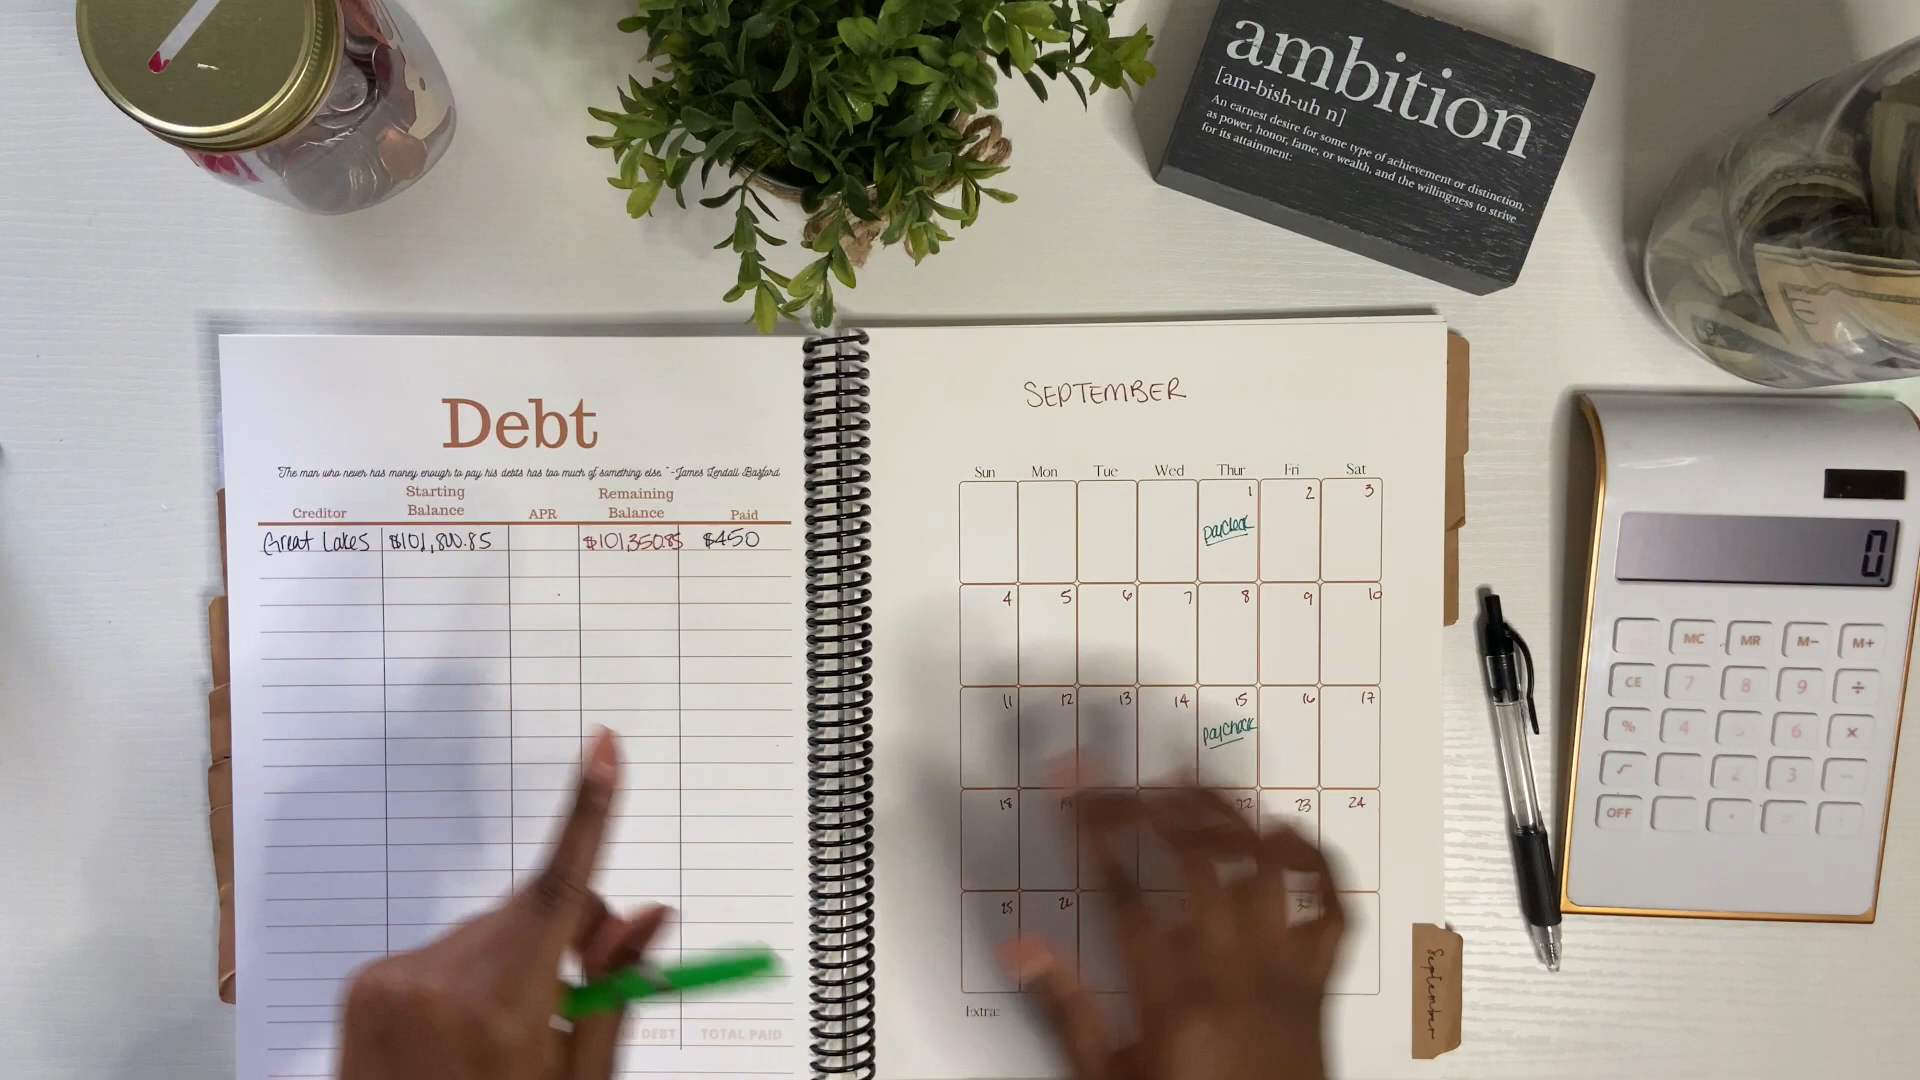 ambition
[am-bish-uh n]
An earnest desire for some type of achievement or distinction,
as power, honor, fame, or wealth, and the willingness to strive
for its attainment:
Debt
"The man who never has money enough to pay his debts has too much of something else." -James Lendall Basford
Creditor Starting Balance APR Remaining Balance Paid
Great Lakes $101,800.85 $101,350.85 $450
DEBT TOTAL PAID
SEPTEMBER
Sun Mon Tue Wed Thur Fri Sat
1 2 3
paycheck
4 5 6 7 8 9 10
11 12 13 14 15 16 17
paycheck
18 22 23 24
25 26
Extra:
September
0.
MC MR M- M+
CE 7 8 9 ÷
% 4 6 ×
√ 2 3 −
OFF . = +